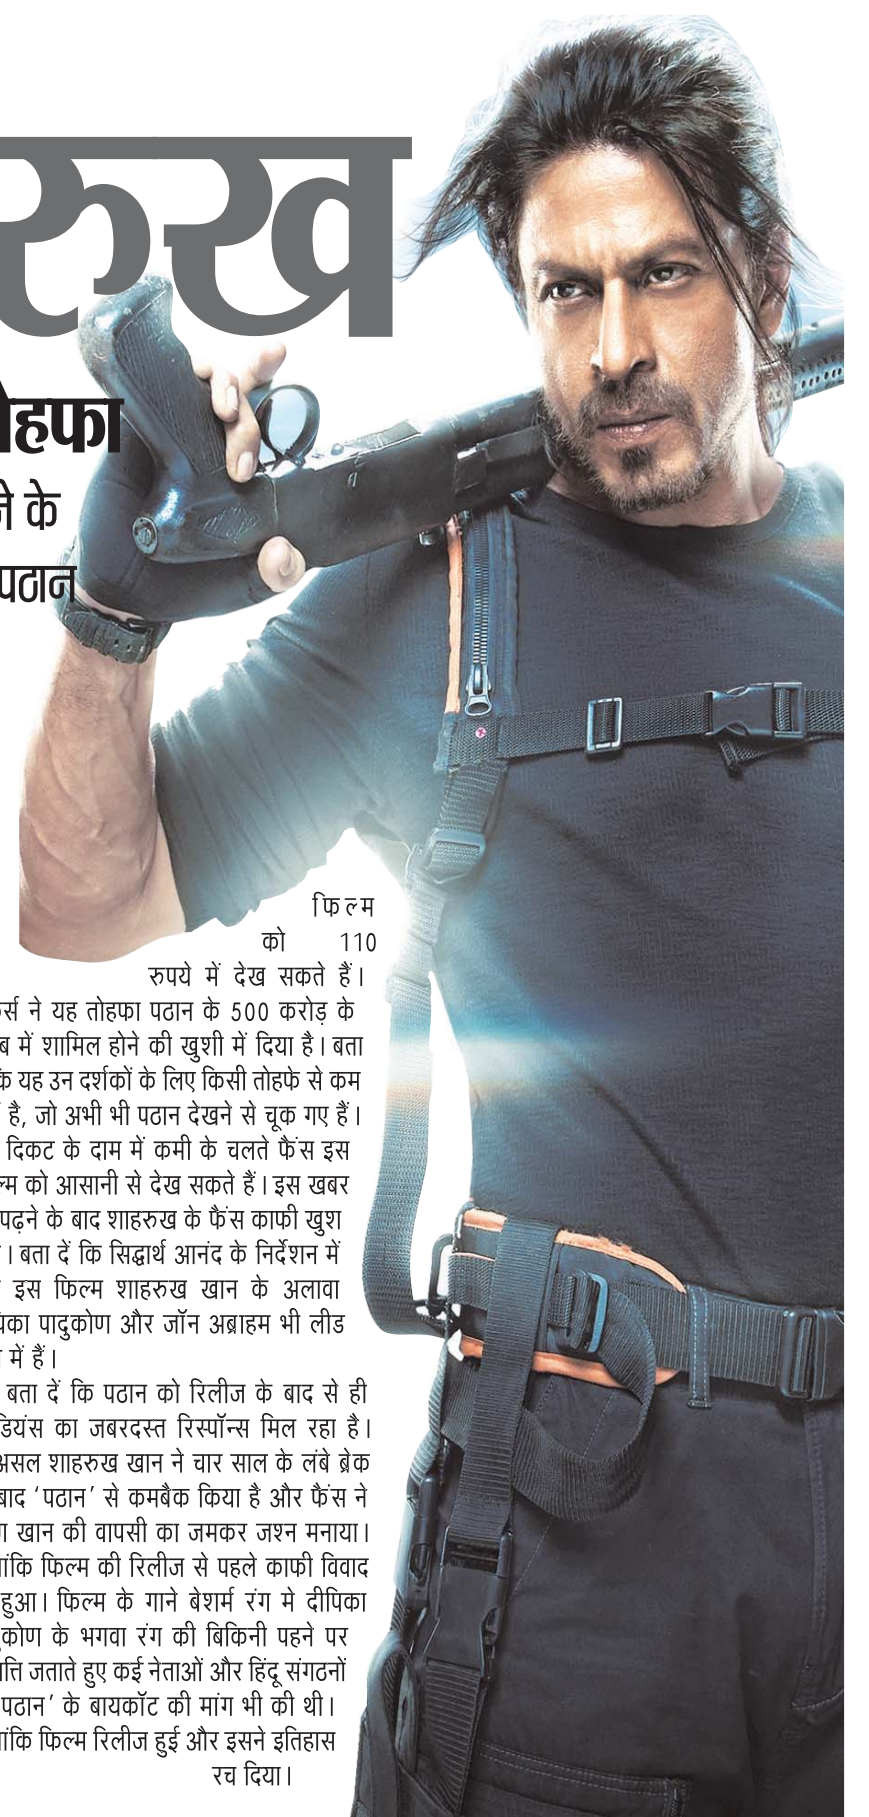 रुख
तोहफा
ने के
पठान
फिल्म
को 110
रुपये में देख सकते हैं।
र्स ने यह तोहफा पठान के 500 करोड़ के
ब में शामिल होने की खुशी में दिया है। बता
कि यह उन दर्शकों के लिए किसी तोहफे से कम
है, जो अभी भी पठान देखने से चूक गए हैं।
दिकट के दाम में कमी के चलते फैंस इस
ल्म को आसानी से देख सकते हैं। इस खबर
पढ़ने के बाद शाहरुख के फैंस काफी खुश
। बता दें कि सिद्धार्थ आनंद के निर्देशन में
इस फिल्म शाहरुख खान के अलावा
पिका पादुकोण और जॉन अब्राहम भी लीड
में हैं।
बता दें कि पठान को रिलीज के बाद से ही
डियंस का जबरदस्त रिस्पॉन्स मिल रहा है।
असल शाहरुख खान ने चार साल के लंबे ब्रेक
बाद ‘पठान’ से कमबैक किया है और फैंस ने
ग खान की वापसी का जमकर जश्न मनाया।
लांकि फिल्म की रिलीज से पहले काफी विवाद
हुआ। फिल्म के गाने बेशर्म रंग मे दीपिका
कोण के भगवा रंग की बिकिनी पहने पर
पत्ति जताते हुए कई नेताओं और हिंदू संगठनों
पठान’ के बायकॉट की मांग भी की थी।
लांकि फिल्म रिलीज हुई और इसने इतिहास
रच दिया।